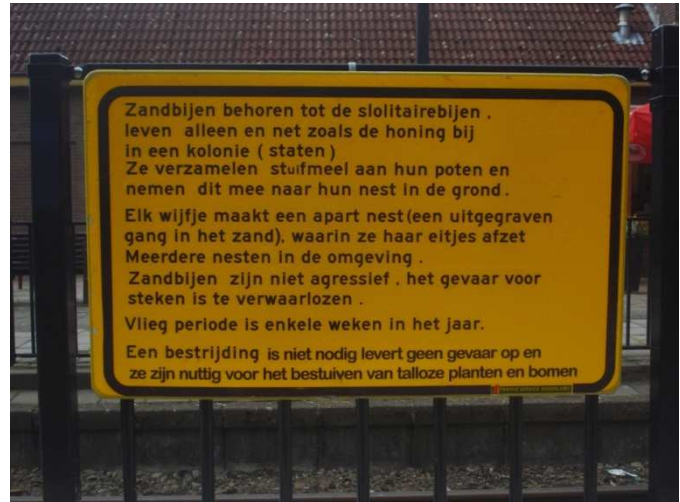 Zandbijen behoren tot de slolitairebijen .
leven alleen en net zoals de honing bij
in een kolonie ( staten )
Ze verzamelen stuifmeel aan hun poten en
nemen dit mee naar hun nest in de grond .
Elk wijfje maakt een apart nest (een uitgegraven
gang in het zand), waarin ze haar eitjes afzet
Meerdere nesten in de omgeving .
Zandbijen zijn niet agressief , het gevaar voor
steken is te verwaarlozen .
Vlieg periode is enkele weken in het jaar.
Een bestrijding is niet nodig levert geen gevaar op en
ze zijn nuttig voor het bestuiven van talloze planten en bomen